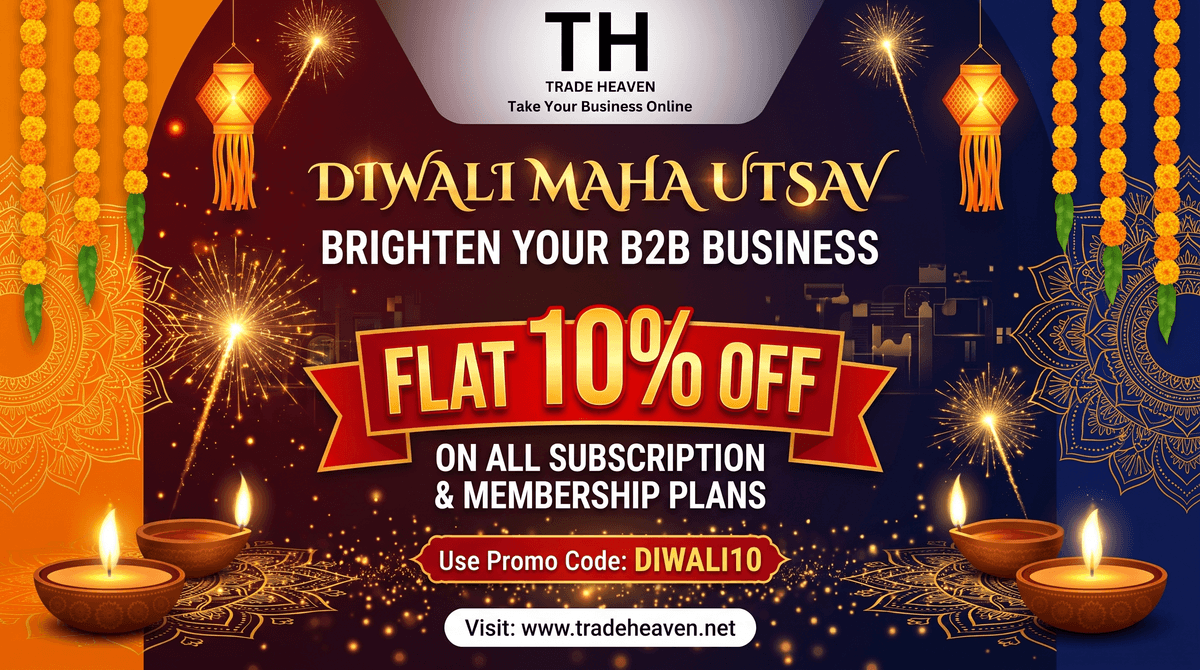 TH
TRADE HEAVEN
Take Your Business Online
DIWALI MAHA UTSAV
BRIGHTEN YOUR B2B BUSINESS
FLAT 10% OFF
ON ALL SUBSCRIPTION
& MEMBERSHIP PLANS
Use Promo Code: DIWALI10
Visit: www.tradeheaven.net